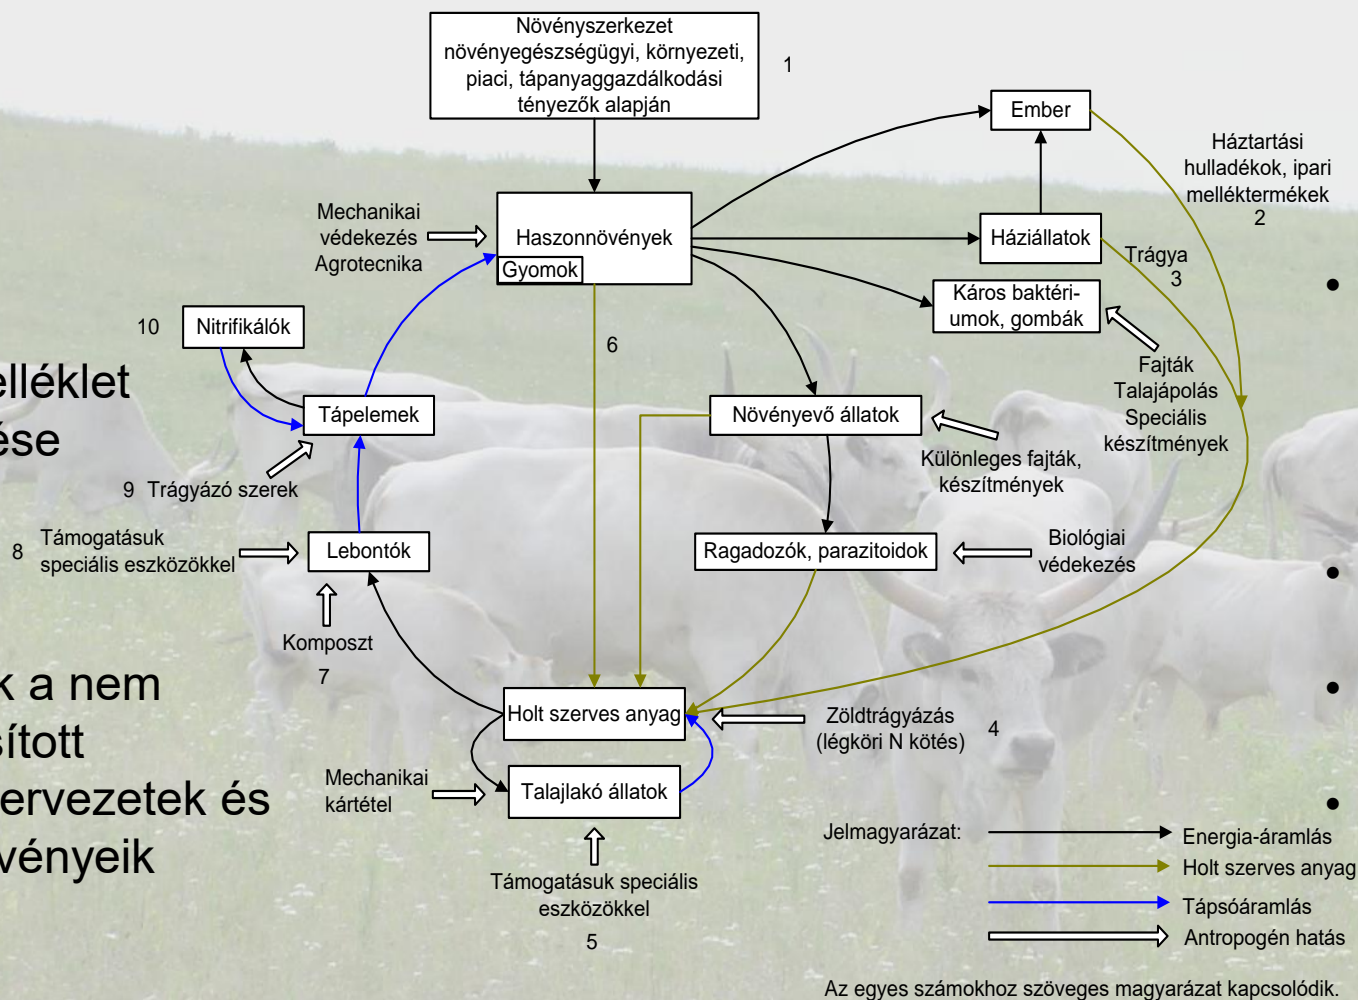 Növényszerkezet
növényegészségügyi, környezeti,
piaci, tápanyaggazdálkodási
tényezők alapján
1
Ember
Háztartási
hulladékok, ipari
melléktermékek
2
Mechanikai
védekezés
Agrotecnika
Haszonnövények
Gyomok
Háziállatok
Trágya
3
Káros baktéri-
umok, gombák
10
Nitrifikálók
6
Fajták
Talajápolás
Speciális
készítmények
elléklet
ése
Tápelemek
Növényevő állatok
Különleges fajták,
készítmények
9 Trágyázó szerek
8
Támogatásuk
speciális eszközökkel
Lebontók
Ragadozók, parazitoidok
Biológiai
védekezés
Komposzt
7
k a nem
sított
zervezetek és
vényeik
Holt szerves anyag
Zöldtrágyázás
(légköri N kötés)
4
Mechanikai
kártétel
Talajlakó állatok
Támogatásuk speciális
eszközökkel
5
Jelmagyarázat:
Energia-áramlás
Holt szerves anyag
Tápsóáramlás
Antropogén hatás
Az egyes számokhoz szöveges magyarázat kapcsolódik.